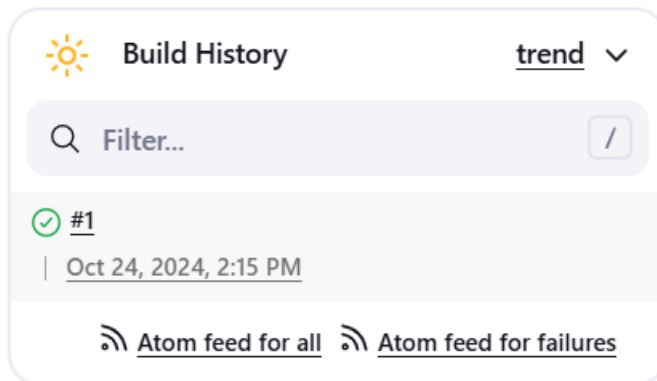 Build History trend
Filter... /
#1
Oct 24, 2024, 2:15 PM
Atom feed for all Atom feed for failures